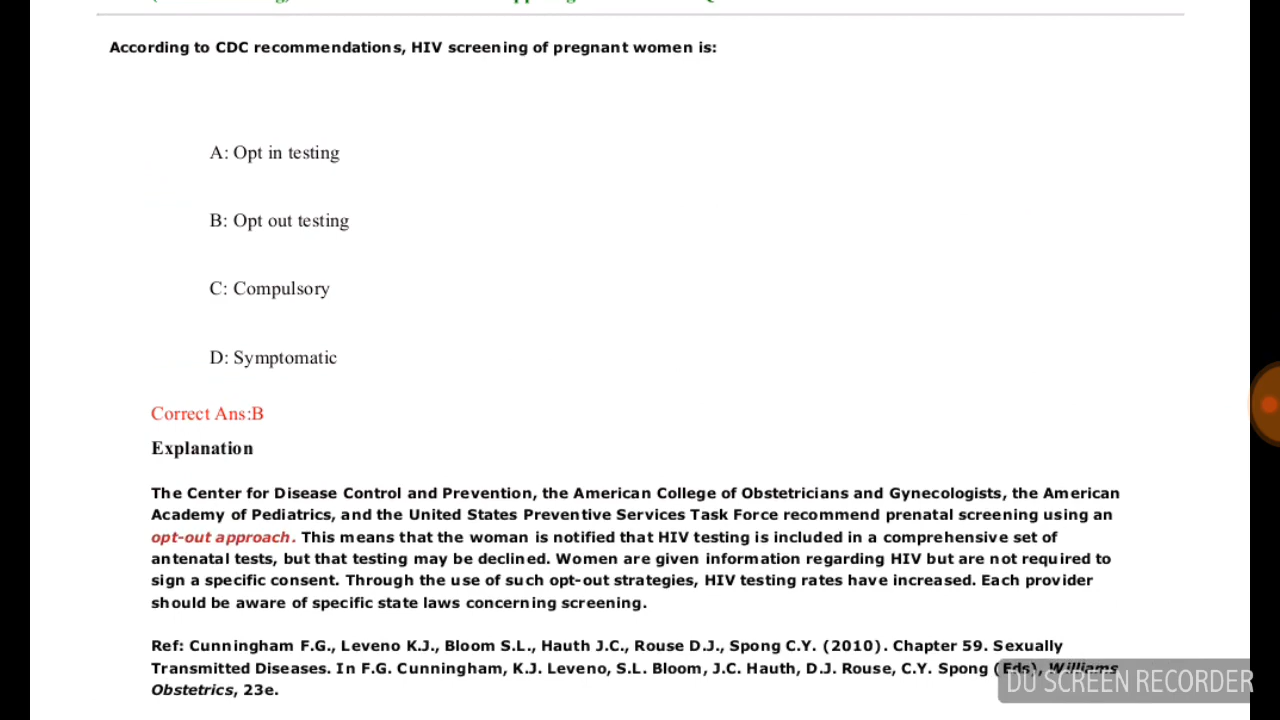 According to CDC recommendations, HIV screening of pregnant women is:
A: Opt in testing
B: Opt out testing
C: Compulsory
D: Symptomatic
Correct Ans:B
Explanation
The Center for Disease Control and Prevention, the American College of Obstetricians and Gynecologists, the American
Academy of Pediatrics, and the United States Preventive Services Task Force recommend prenatal screening using an
opt-out approach. This means that the woman is notified that HIV testing is included in a comprehensive set of
antenatal tests, but that testing may be declined. Women are given information regarding HIV but are not required to
sign a specific consent. Through the use of such opt-out strategies, HIV testing rates have increased. Each provider
should be aware of specific state laws concerning screening.
Ref: Cunningham F.G., Leveno K.J., Bloom S.L., Hauth J.C., Rouse D.J., Spong C.Y. (2010). Chapter 59. Sexually
Transmitted Diseases. In F.G. Cunningham, K.J. Leveno, S.L. Bloom, J.C. Hauth, D.J. Rouse, C.Y. Spong (Eds), Williams
Obstetrics, 23e.
DU SCREEN RECORDER